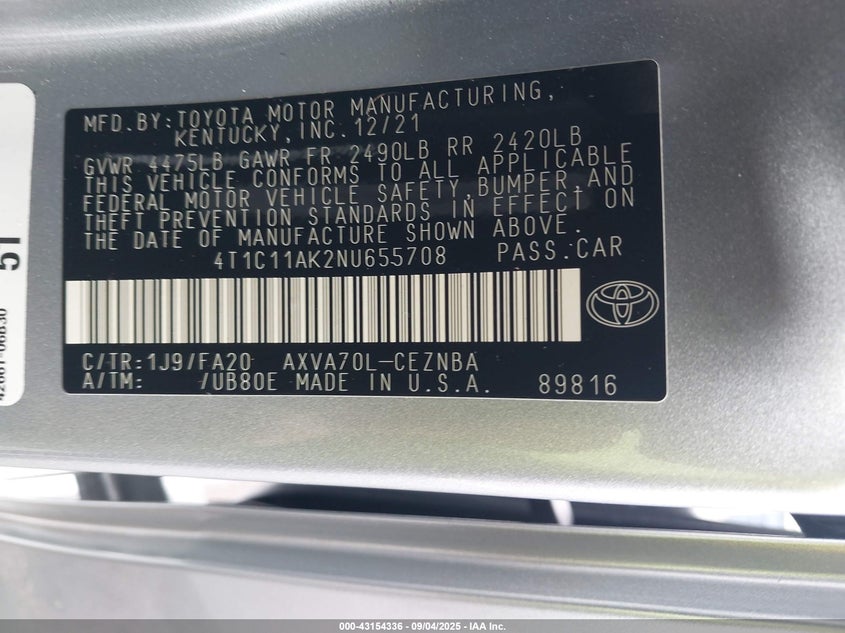 MFD.BY:TOYOTA MOTOR MANUFACTURING,
KENTUCKY,INC.12/21
GVWR 4475LB GAWR FR 2490LB RR 2420LB
THIS VEHICLE CONFORMS TO ALL APPLICABLE
FEDERAL MOTOR VEHICLE SAFETY,BUMPER,AND
THEFT PREVENTION STANDARDS IN EFFECT ON
THE DATE OF MANUFACTURE SHOWN ABOVE.
4T1C11AK2NU655708 PASS.CAR
C/TR:1J9/FA20 AXVA70L-CEZNBA
A/TM: /UB80E MADE IN U.S.A. 89816
51
000-43154336 - 09/04/2025 - IAA Inc.